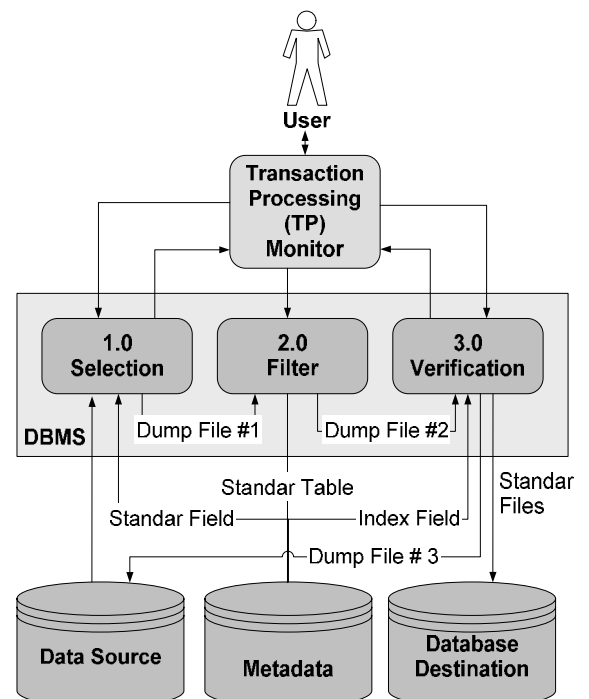 User
Transaction
Processing
(TP)
Monitor
1.0
Selection
2.0
Filter
3.0
Verification
Dump File #1
Dump File #2
DBMS
Standar Table
Standar
Files
Standar Field
Index Field
Dump File # 3
Data Source
Metadata
Database
Destination